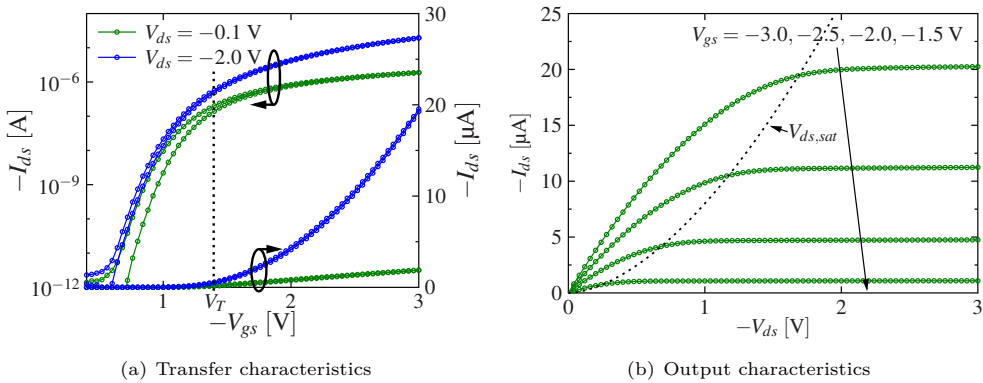 V_ds = −0.1 V
V_ds = −2.0 V
10^−6
10^−9
10^−12
−I_ds [A]
30
20
10
0
−I_ds [µA]
1
V_T
2
3
−V_gs [V]
(a) Transfer characteristics
25
20
15
10
5
0
−I_ds [µA]
V_gs = −3.0, −2.5, −2.0, −1.5 V
V_ds,sat
0
1
2
3
−V_ds [V]
(b) Output characteristics